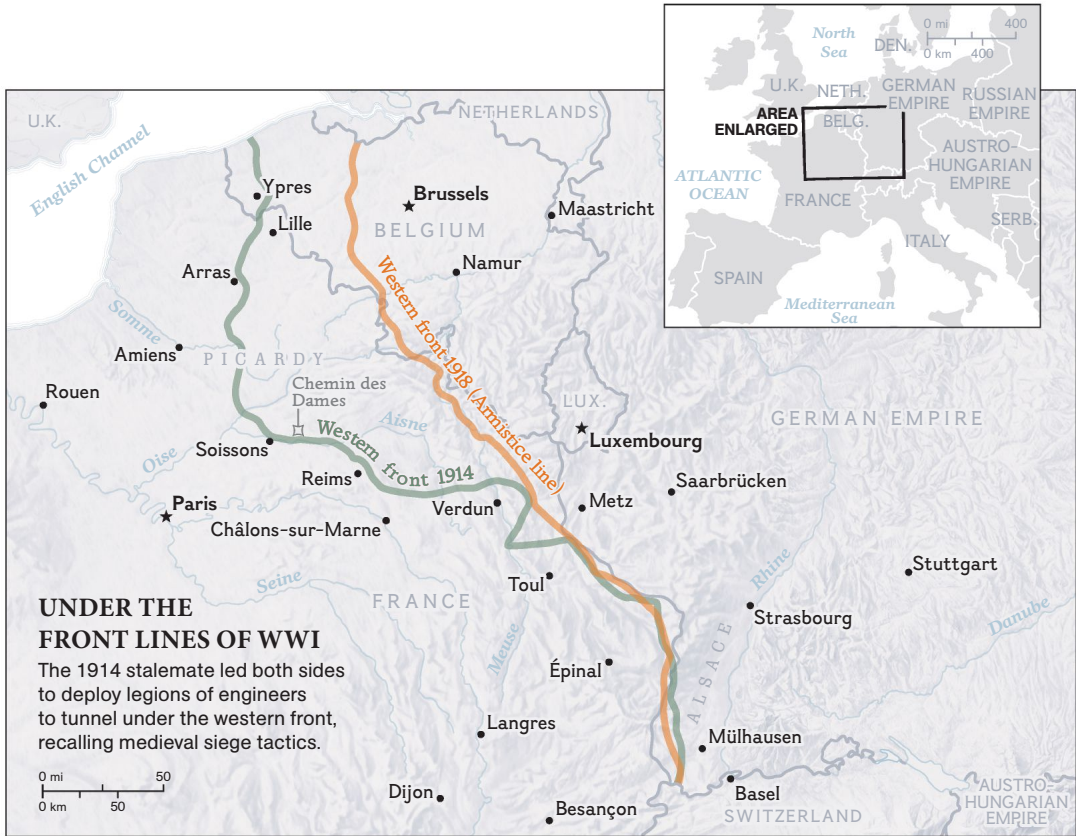 0 mi 400
0 km 400
North
Sea
DEN.
U.K.
NETH.
GERMAN
EMPIRE
RUSSIAN
EMPIRE
AREA
ENLARGED
BELG.
AUSTRO-
HUNGARIAN
EMPIRE
ATLANTIC
OCEAN
FRANCE
SERB.
ITALY
SPAIN
Mediterranean
Sea
U.K.
English Channel
NETHERLANDS
Ypres
Brussels
Maastricht
Lille
BELGIUM
Namur
Arras
Western front 1918 (Armistice line)
Somme
Amiens
PICARDY
Chemin des
Dames
Rouen
Aisne
LUX.
GERMAN EMPIRE
Luxembourg
Western front 1914
Soissons
Oise
Reims
Saarbrücken
Verdun
Metz
Paris
Châlons-sur-Marne
Stuttgart
Toul
Rhine
Seine
FRANCE
Strasbourg
Danube
Meuse
ALSACE
Épinal
UNDER THE
FRONT LINES OF WWI
The 1914 stalemate led both sides
to deploy legions of engineers
to tunnel under the western front,
recalling medieval siege tactics.
Langres
Mülhausen
0 mi 50
0 km 50
Dijon
Basel
Besançon
SWITZERLAND
AUSTRO-
HUNGARIAN
EMPIRE